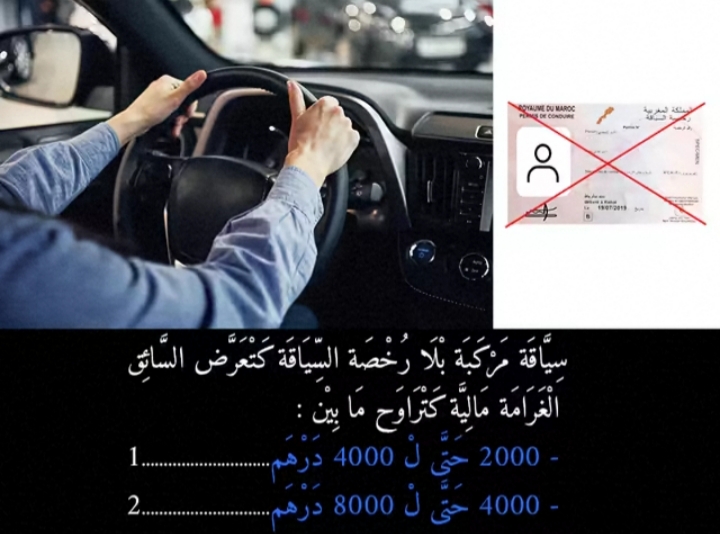 ROYAUME DU MAROC
PERMIS DE CONDUIRE
المملكة المغربية
رخصة السياقة
19/07/2019
B
سِيَّاقَة مَرْكَبَة بْلَا رُخْصَة السِّيَاقَة كَتْعَرَّض السَّائِق
الْغَرَامَة مَالِيَّة كَتْرَاوَح مَا بِيْنْ :
- 2000 حَتَّى لْ 4000 دَرْهَم............................1
- 4000 حَتَّى لْ 8000 دَرْهَم............................2